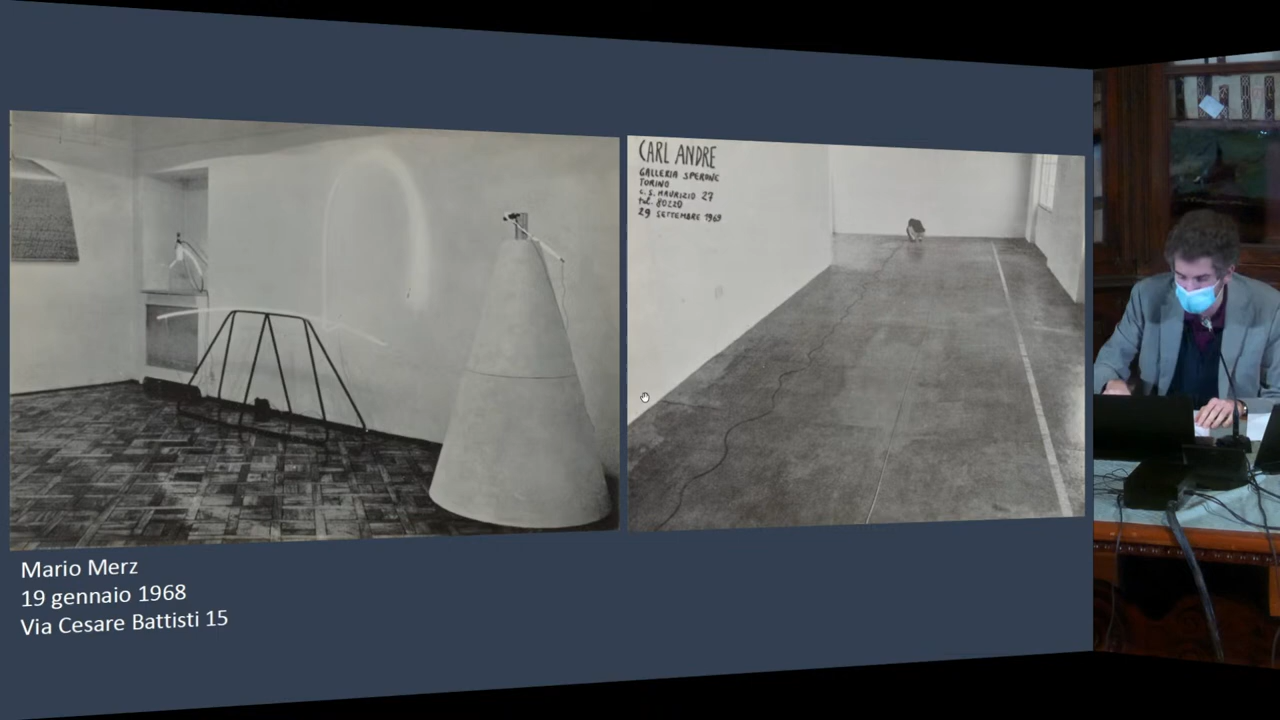 CARL ANDRE
GALLERIA SPERONE
TORINO
C. S. MAURIZIO 27
tel. 80220
29 SETTEMBRE 1969
Mario Merz
19 gennaio 1968
Via Cesare Battisti 15